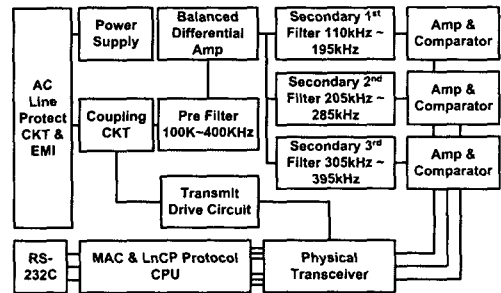 Power
Supply
Balanced
Differential
Amp
Secondary 1st
Filter 110kHz ~
195kHz
Amp &
Comparator
AC
Line
Protect
CKT &
EMI
Coupling
CKT
Pre Filter
100K~400KHz
Secondary 2nd
Filter 205kHz ~
285kHz
Amp &
Comparator
Secondary 3rd
Filter 305kHz ~
395kHz
Amp &
Comparator
Transmit
Drive Circuit
RS-
232C
MAC & LnCP Protocol
CPU
Physical
Transceiver